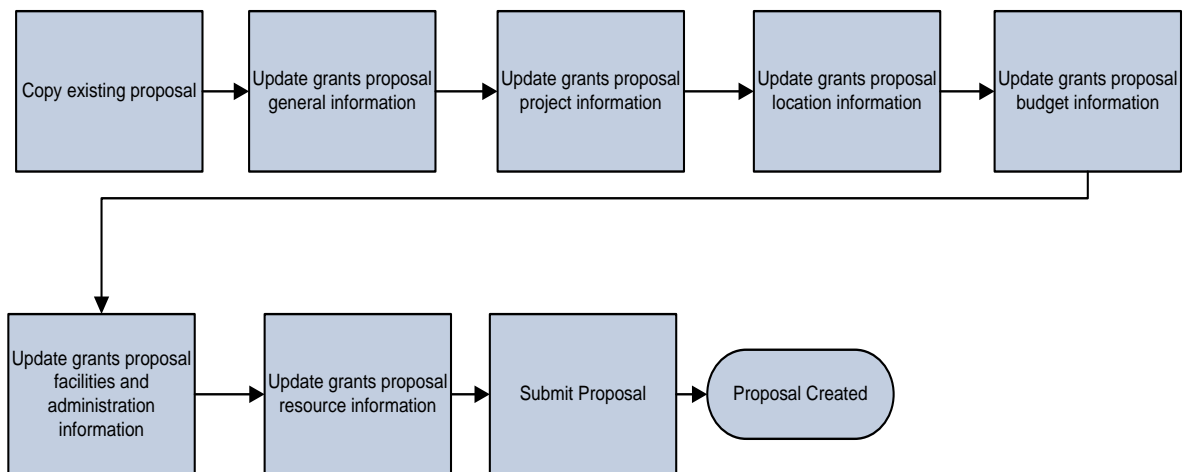 Copy existing proposal
Update grants proposal
general information
Update grants proposal
project information
Update grants proposal
location information
Update grants proposal
budget information
Update grants proposal
facilities and
administration
information
Update grants proposal
resource information
Submit Proposal
Proposal Created